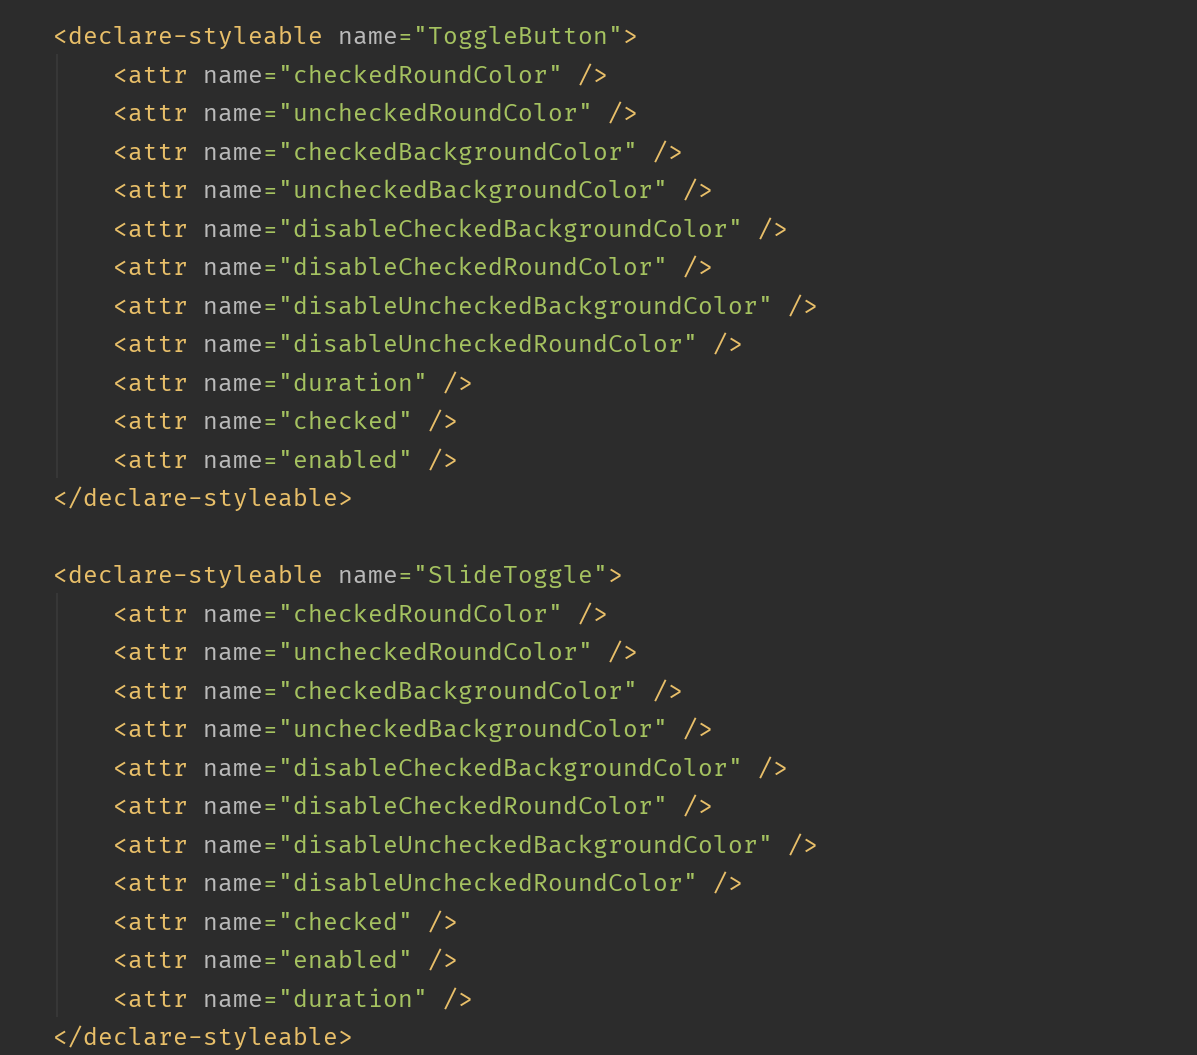 <declare-styleable name="ToggleButton">
    <attr name="checkedRoundColor" />
    <attr name="uncheckedRoundColor" />
    <attr name="checkedBackgroundColor" />
    <attr name="uncheckedBackgroundColor" />
    <attr name="disableCheckedBackgroundColor" />
    <attr name="disableCheckedRoundColor" />
    <attr name="disableUncheckedBackgroundColor" />
    <attr name="disableUncheckedRoundColor" />
    <attr name="duration" />
    <attr name="checked" />
    <attr name="enabled" />
</declare-styleable>

<declare-styleable name="SlideToggle">
    <attr name="checkedRoundColor" />
    <attr name="uncheckedRoundColor" />
    <attr name="checkedBackgroundColor" />
    <attr name="uncheckedBackgroundColor" />
    <attr name="disableCheckedBackgroundColor" />
    <attr name="disableCheckedRoundColor" />
    <attr name="disableUncheckedBackgroundColor" />
    <attr name="disableUncheckedRoundColor" />
    <attr name="checked" />
    <attr name="enabled" />
    <attr name="duration" />
</declare-styleable>